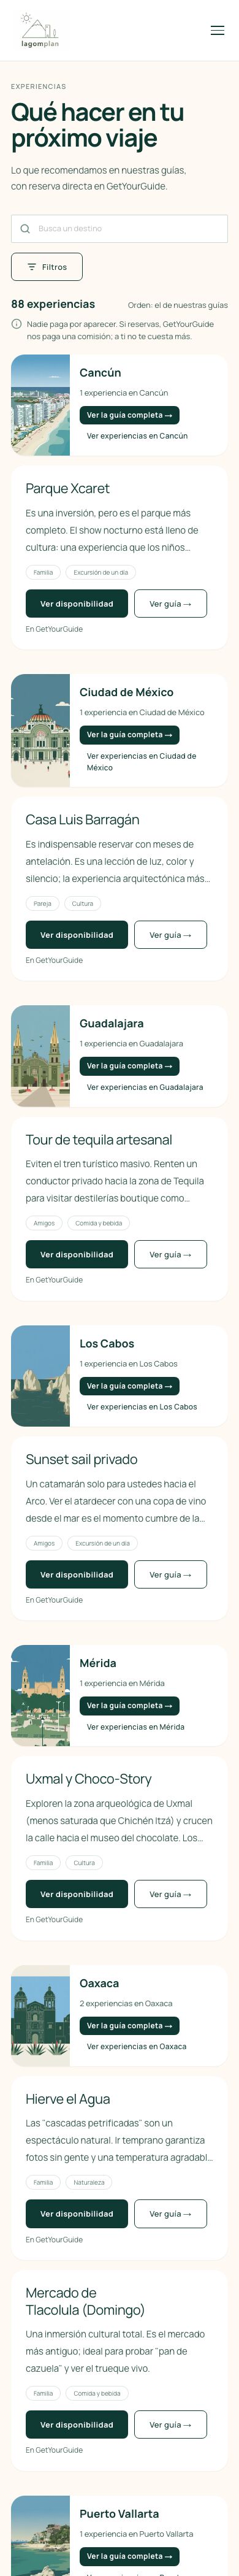 lagomplan
EXPERIENCIAS
Qué hacer en tu
próximo viaje
Lo que recomendamos en nuestras guías,
con reserva directa en GetYourGuide.
Busca un destino
Filtros
88 experiencias
Orden: el de nuestras guías
Nadie paga por aparecer. Si reservas, GetYourGuide
nos paga una comisión; a ti no te cuesta más.
Cancún
1 experiencia en Cancún
Ver la guía completa →
Ver experiencias en Cancún
Parque Xcaret
Es una inversión, pero es el parque más
completo. El show nocturno está lleno de
cultura: una experiencia que los niños...
Familia
Excursión de un día
Ver disponibilidad
Ver guía →
En GetYourGuide
Ciudad de México
1 experiencia en Ciudad de México
Ver la guía completa →
Ver experiencias en Ciudad de
México
Casa Luis Barragán
Es indispensable reservar con meses de
antelación. Es una lección de luz, color y
silencio; la experiencia arquitectónica más...
Pareja
Cultura
Ver disponibilidad
Ver guía →
En GetYourGuide
Guadalajara
1 experiencia en Guadalajara
Ver la guía completa →
Ver experiencias en Guadalajara
Tour de tequila artesanal
Eviten el tren turístico masivo. Renten un
conductor privado hacia la zona de Tequila
para visitar destilerías boutique como...
Amigos
Comida y bebida
Ver disponibilidad
Ver guía →
En GetYourGuide
Los Cabos
1 experiencia en Los Cabos
Ver la guía completa →
Ver experiencias en Los Cabos
Sunset sail privado
Un catamarán solo para ustedes hacia el
Arco. Ver el atardecer con una copa de vino
desde el mar es el momento cumbre de la...
Amigos
Excursión de un día
Ver disponibilidad
Ver guía →
En GetYourGuide
Mérida
1 experiencia en Mérida
Ver la guía completa →
Ver experiencias en Mérida
Uxmal y Choco-Story
Exploren la zona arqueológica de Uxmal
(menos saturada que Chichén Itzá) y crucen
la calle hacia el museo del chocolate. Los...
Familia
Cultura
Ver disponibilidad
Ver guía →
En GetYourGuide
Oaxaca
2 experiencias en Oaxaca
Ver la guía completa →
Ver experiencias en Oaxaca
Hierve el Agua
Las "cascadas petrificadas" son un
espectáculo natural. Ir temprano garantiza
fotos sin gente y una temperatura agradabl...
Familia
Naturaleza
Ver disponibilidad
Ver guía →
En GetYourGuide
Mercado de
Tlacolula (Domingo)
Una inmersión cultural total. Es el mercado
más antiguo; ideal para probar "pan de
cazuela" y ver el trueque vivo.
Familia
Comida y bebida
Ver disponibilidad
Ver guía →
En GetYourGuide
Puerto Vallarta
1 experiencia en Puerto Vallarta
Ver la guía completa →